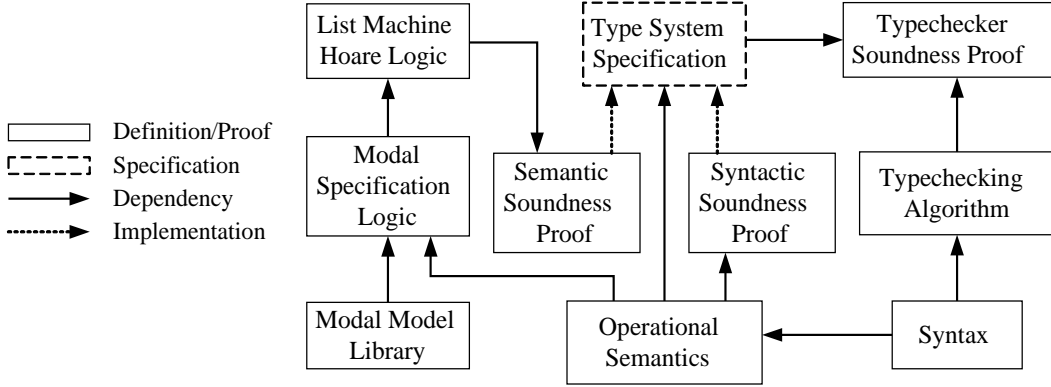 List Machine
Hoare Logic
Type System
Specification
Typechecker
Soundness Proof
Definition/Proof
Specification
Dependency
Implementation
Modal
Specification
Logic
Semantic
Soundness
Proof
Syntactic
Soundness
Proof
Typechecking
Algorithm
Modal Model
Library
Operational
Semantics
Syntax